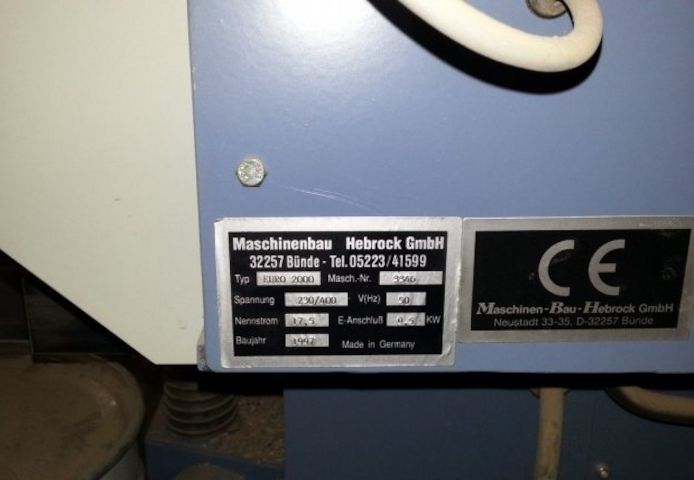 Maschinenbau Hebrock GmbH
32257 Bünde - Tel. 05223/41599
Typ EURO 2000 Masch.-Nr. 3346
Spannung 230/400 V(Hz) 50
Nennstrom 17,5 E-Anschluß KW
Baujahr 1997 Made in Germany
CE
Maschinen-Bau-Hebrock GmbH
Neustadt 33-35, D-32257 Bünde